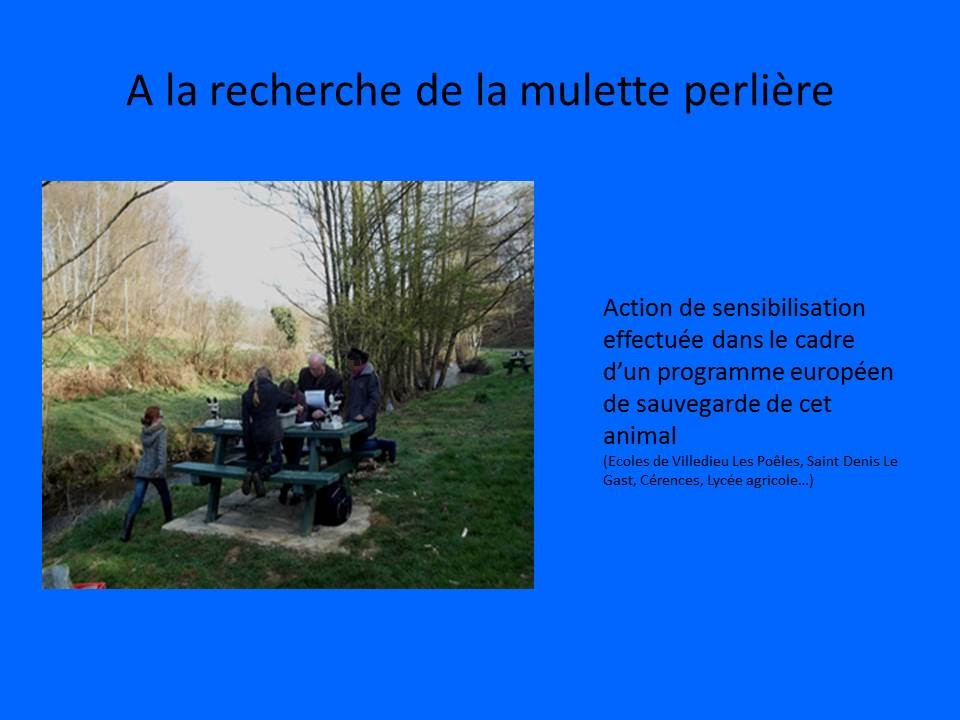 A la recherche de la mulette perlière
Action de sensibilisation
effectuée dans le cadre
d’un programme européen
de sauvegarde de cet
animal
(Ecoles de Villedieu Les Poêles, Saint Denis Le
Gast, Cérences, Lycée agricole…)